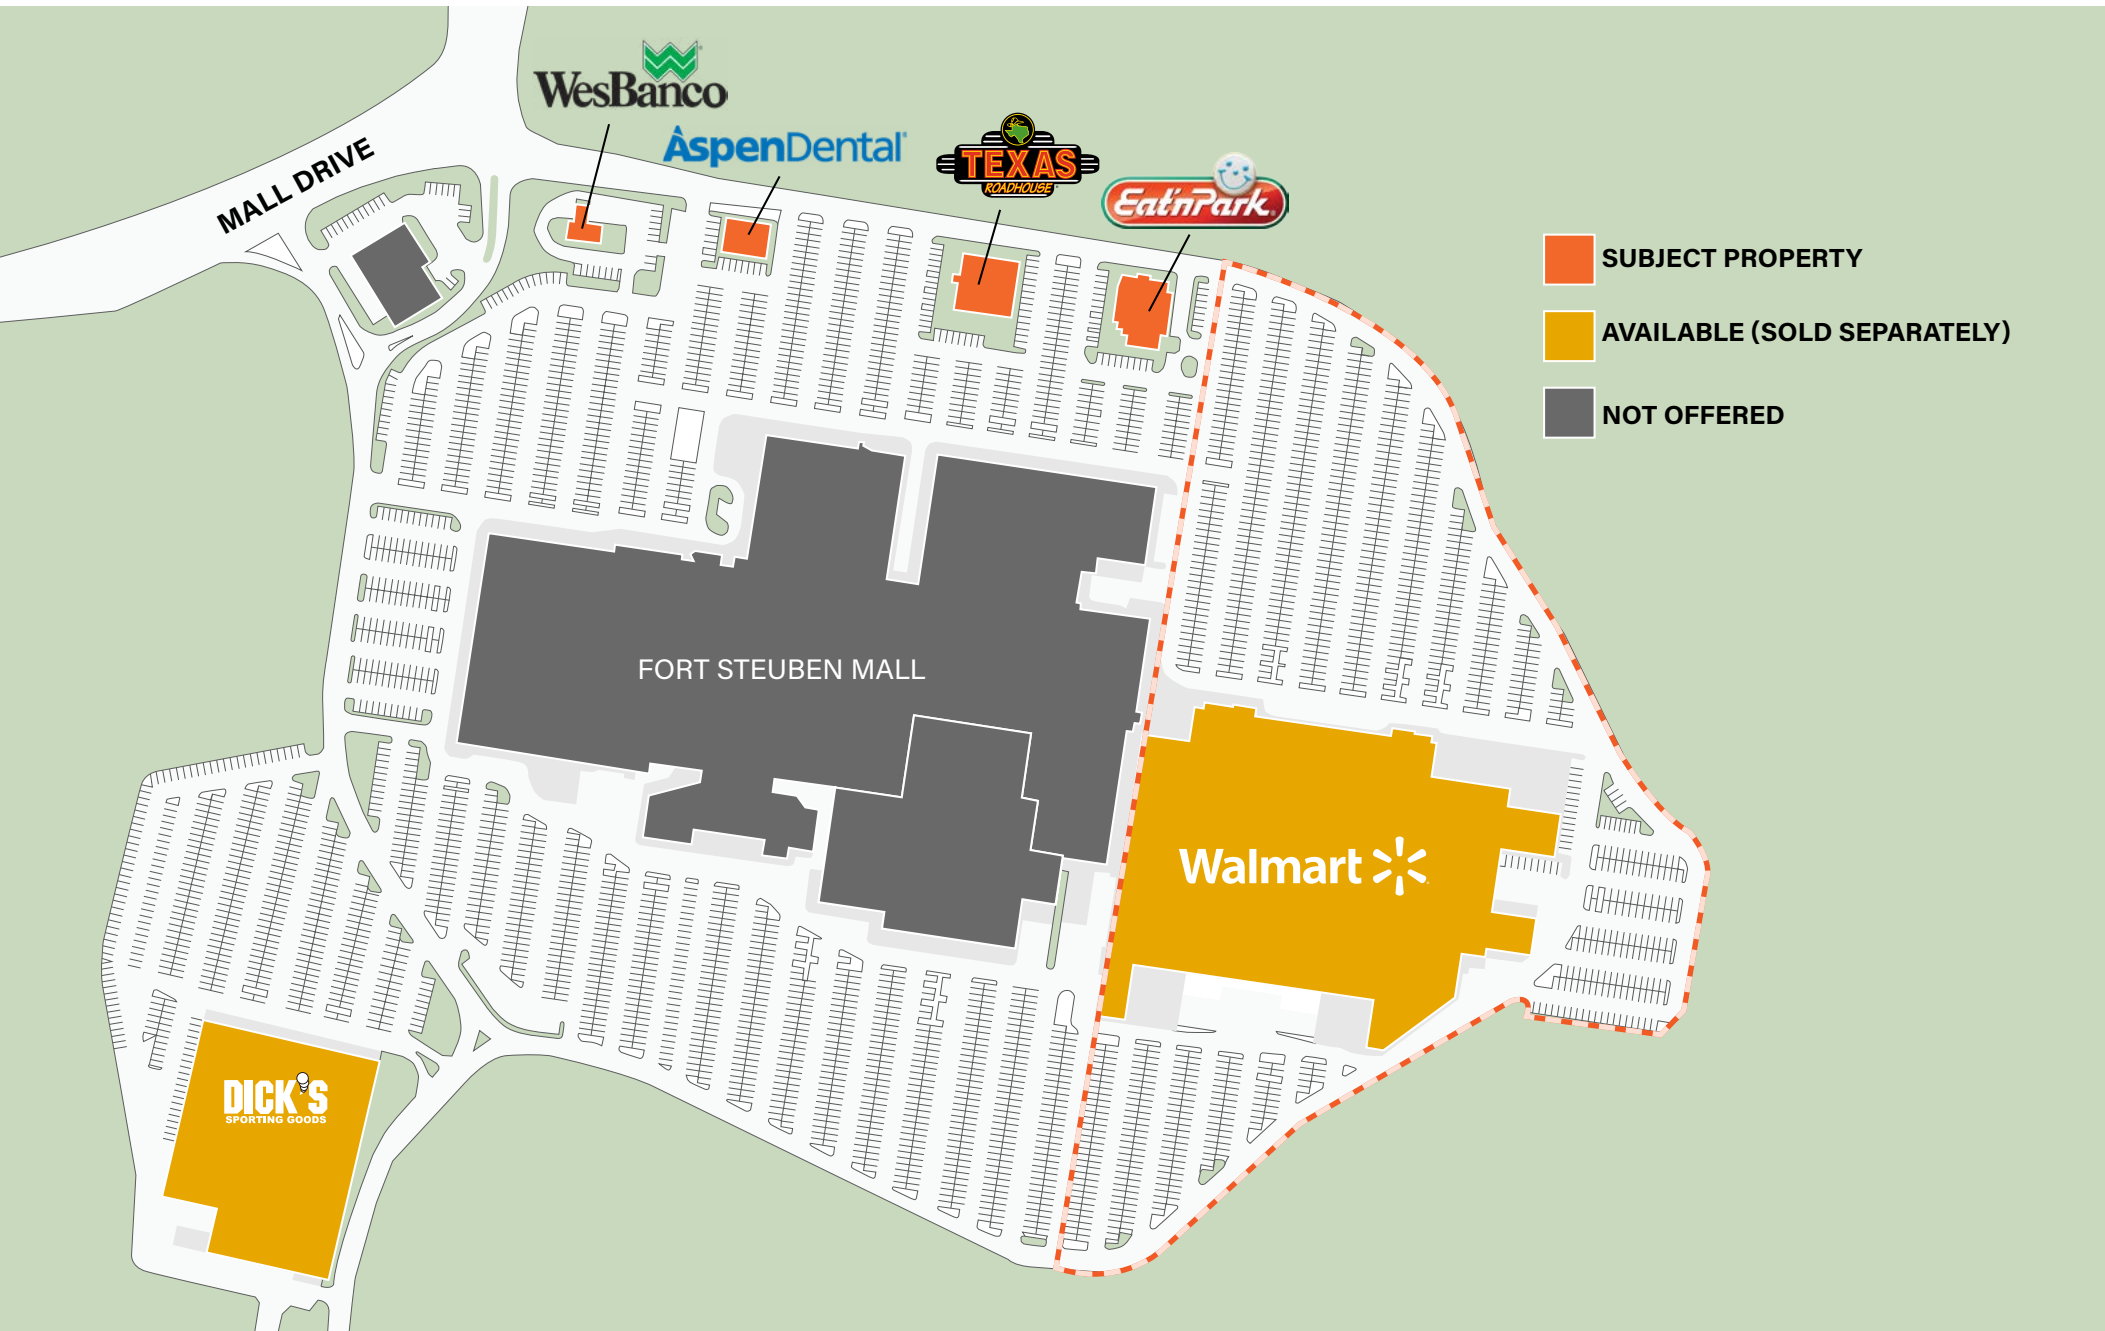 WesBanco
AspenDental
TEXAS
ROADHOUSE
Eat'nPark
MALL DRIVE
SUBJECT PROPERTY
AVAILABLE (SOLD SEPARATELY)
NOT OFFERED
FORT STEUBEN MALL
Walmart
DICK'S
SPORTING GOODS